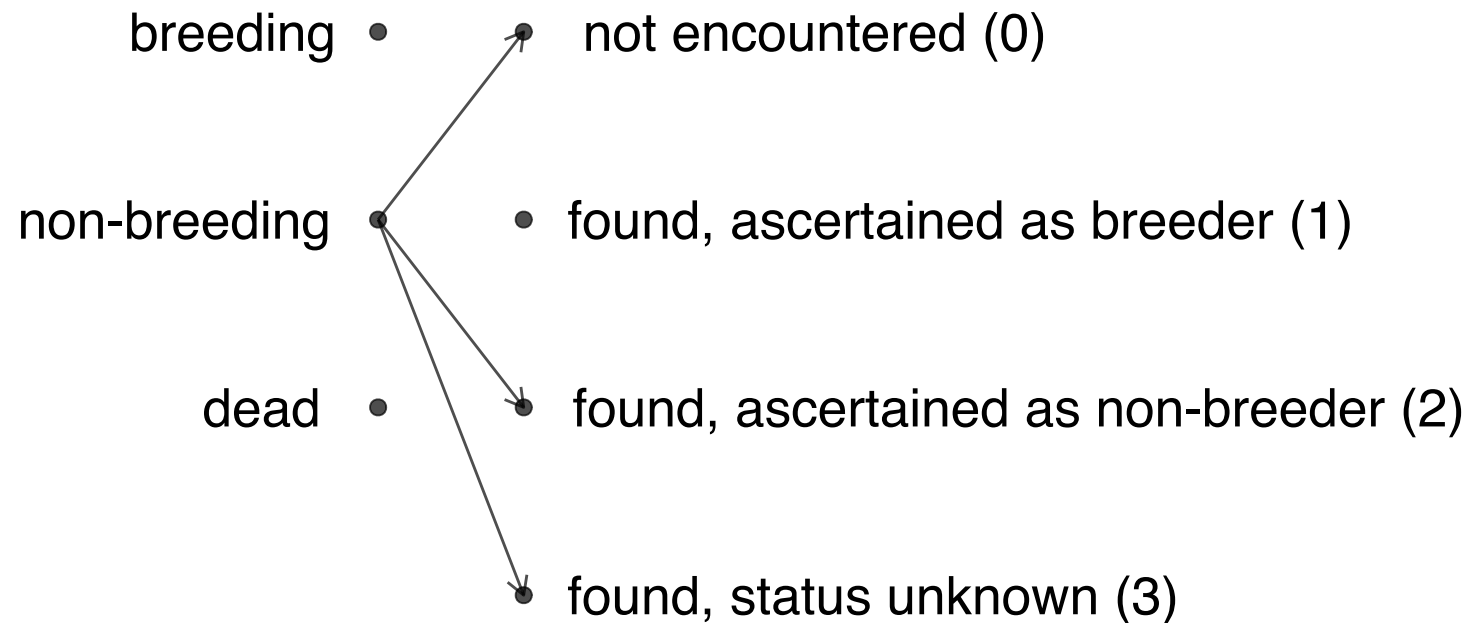 breeding
not encountered (0)
non-breeding
found, ascertained as breeder (1)
dead
found, ascertained as non-breeder (2)
found, status unknown (3)